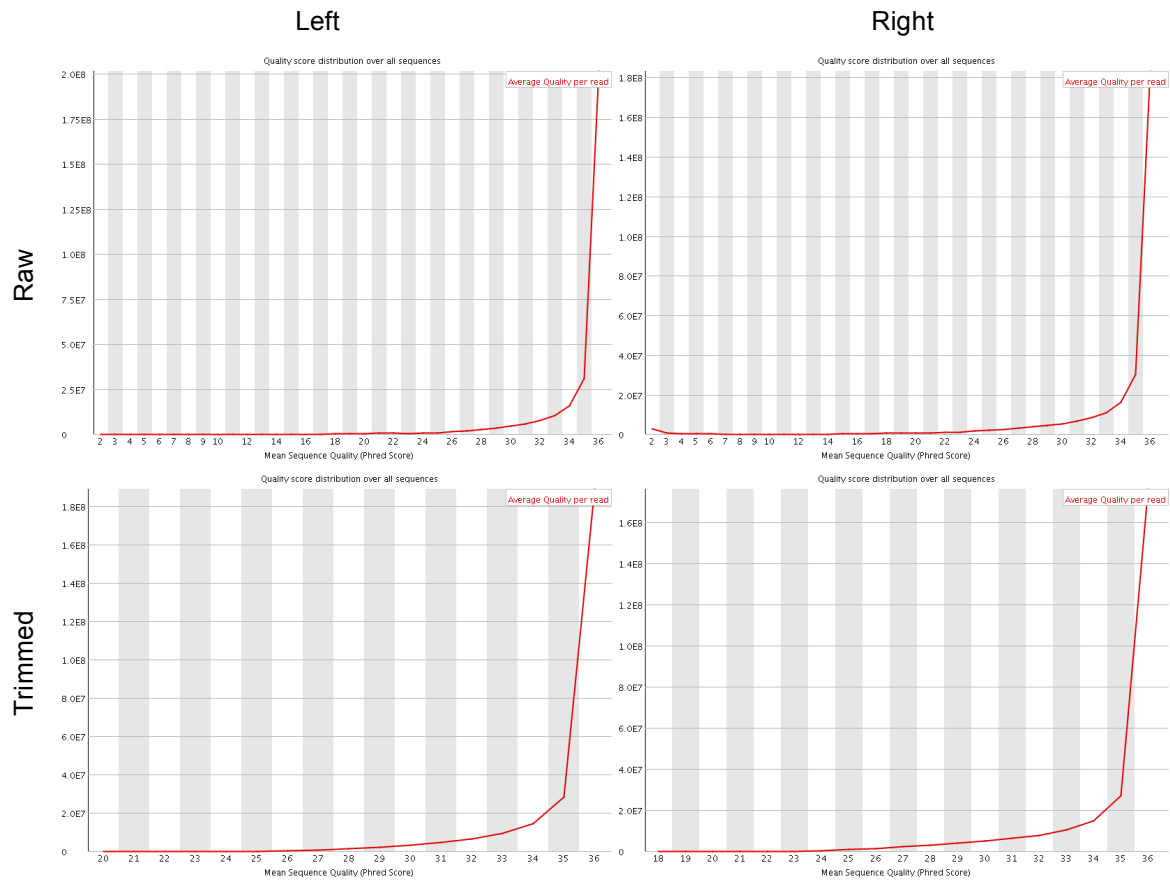 Left Right
Quality score distribution over all sequences
Average Quality per read
2.0E8
1.75E8
1.5E8
1.25E8
1.0E8
7.5E7
5.0E7
2.5E7
0
2 3 4 5 6 7 8 9 10 12 14 16 18 20 22 24 26 28 30 32 34 36
Mean Sequence Quality (Phred Score)
Quality score distribution over all sequences
Average Quality per read
1.8E8
1.6E8
1.4E8
1.2E8
1.0E8
8.0E7
6.0E7
4.0E7
2.0E7
0
2 3 4 5 6 7 8 9 10 12 14 16 18 20 22 24 26 28 30 32 34 36
Mean Sequence Quality (Phred Score)
Raw
Quality score distribution over all sequences
Average Quality per read
1.8E8
1.6E8
1.4E8
1.2E8
1.0E8
8.0E7
6.0E7
4.0E7
2.0E7
0
20 21 22 23 24 25 26 27 28 29 30 31 32 33 34 35 36
Mean Sequence Quality (Phred Score)
Quality score distribution over all sequences
Average Quality per read
1.6E8
1.4E8
1.2E8
1.0E8
8.0E7
6.0E7
4.0E7
2.0E7
0
18 19 20 21 22 23 24 25 26 27 28 29 30 31 32 33 34 35 36
Mean Sequence Quality (Phred Score)
Trimmed